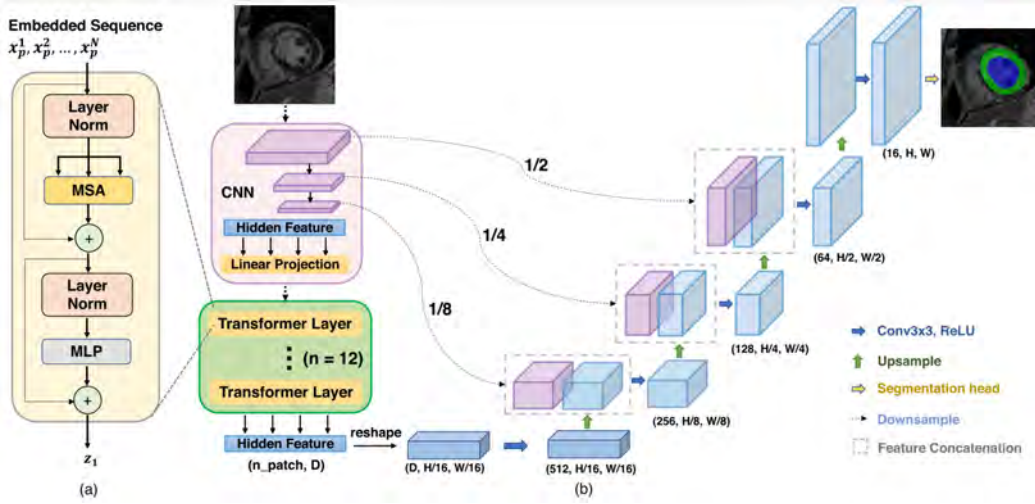 Embedded Sequence
x_p^1, x_p^2, ..., x_p^N
Layer
Norm
MSA
+
Layer
Norm
MLP
+
z_1
(a)
CNN
Hidden Feature
Linear Projection
Transformer Layer
(n = 12)
Transformer Layer
Hidden Feature
(n_patch, D)
reshape
(D, H/16, W/16)
(512, H/16, W/16)
(b)
1/2
1/4
1/8
(256, H/8, W/8)
(128, H/4, W/4)
(64, H/2, W/2)
(16, H, W)
Conv3x3, ReLU
Upsample
Segmentation head
Downsample
Feature Concatenation